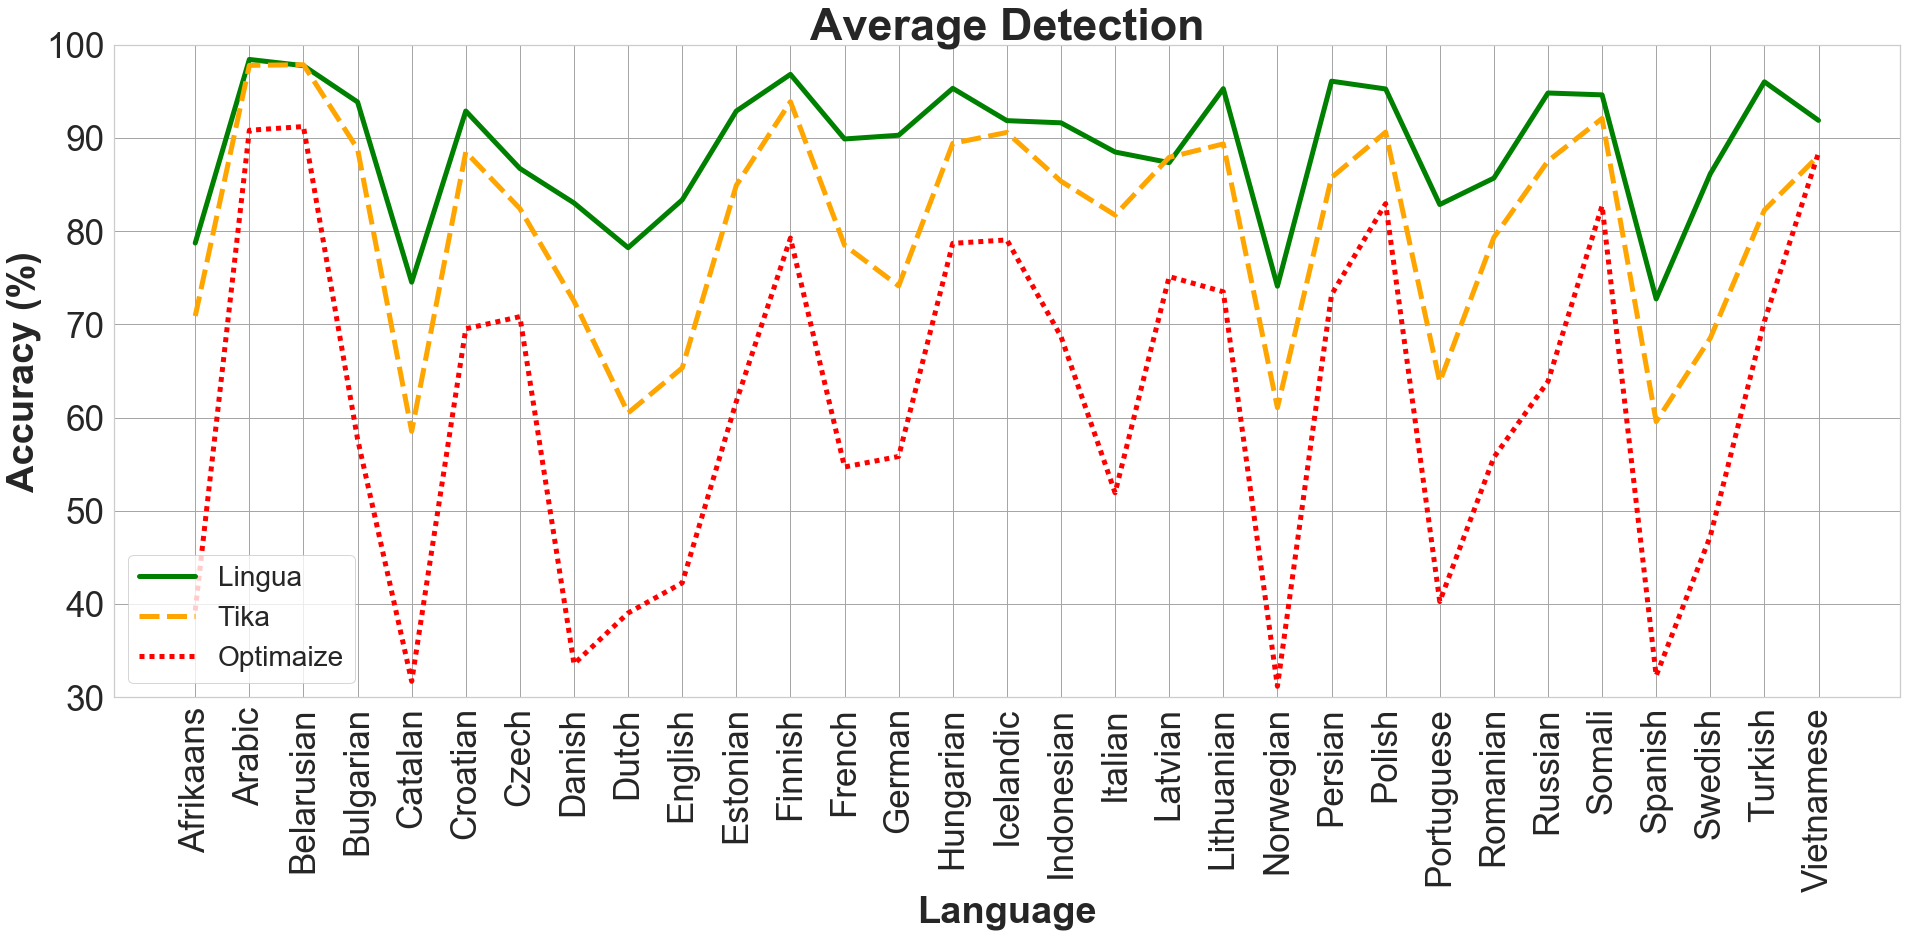 Average Detection
Accuracy (%)
100
90
80
70
60
50
40
30
Lingua
Tika
Optimaize
Afrikaans
Arabic
Belarusian
Bulgarian
Catalan
Croatian
Czech
Danish
Dutch
English
Estonian
Finnish
French
German
Hungarian
Icelandic
Indonesian
Italian
Latvian
Lithuanian
Norwegian
Persian
Polish
Portuguese
Romanian
Russian
Somali
Spanish
Swedish
Turkish
Vietnamese
Language